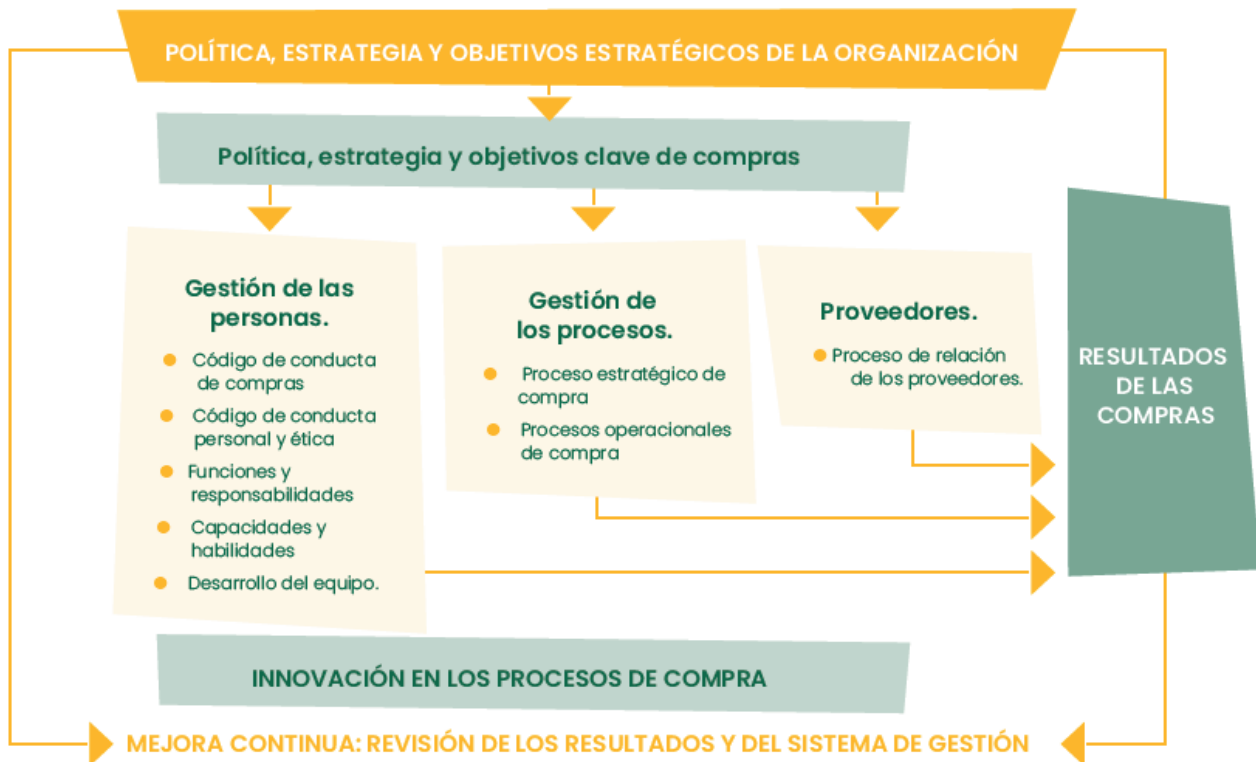 POLÍTICA, ESTRATEGIA Y OBJETIVOS ESTRATÉGICOS DE LA ORGANIZACIÓN
Política, estrategia y objetivos clave de compras
Gestión de las
personas.
Código de conducta
de compras
Código de conducta
personal y ética
Funciones y
responsabilidades
Capacidades y
habilidades
Desarrollo del equipo.
Gestión de
los procesos.
Proceso estratégico de
compra
Procesos operacionales
de compra
Proveedores.
Proceso de relación
de los proveedores.
RESULTADOS
DE LAS
COMPRAS
INNOVACIÓN EN LOS PROCESOS DE COMPRA
MEJORA CONTINUA: REVISIÓN DE LOS RESULTADOS Y DEL SISTEMA DE GESTIÓN